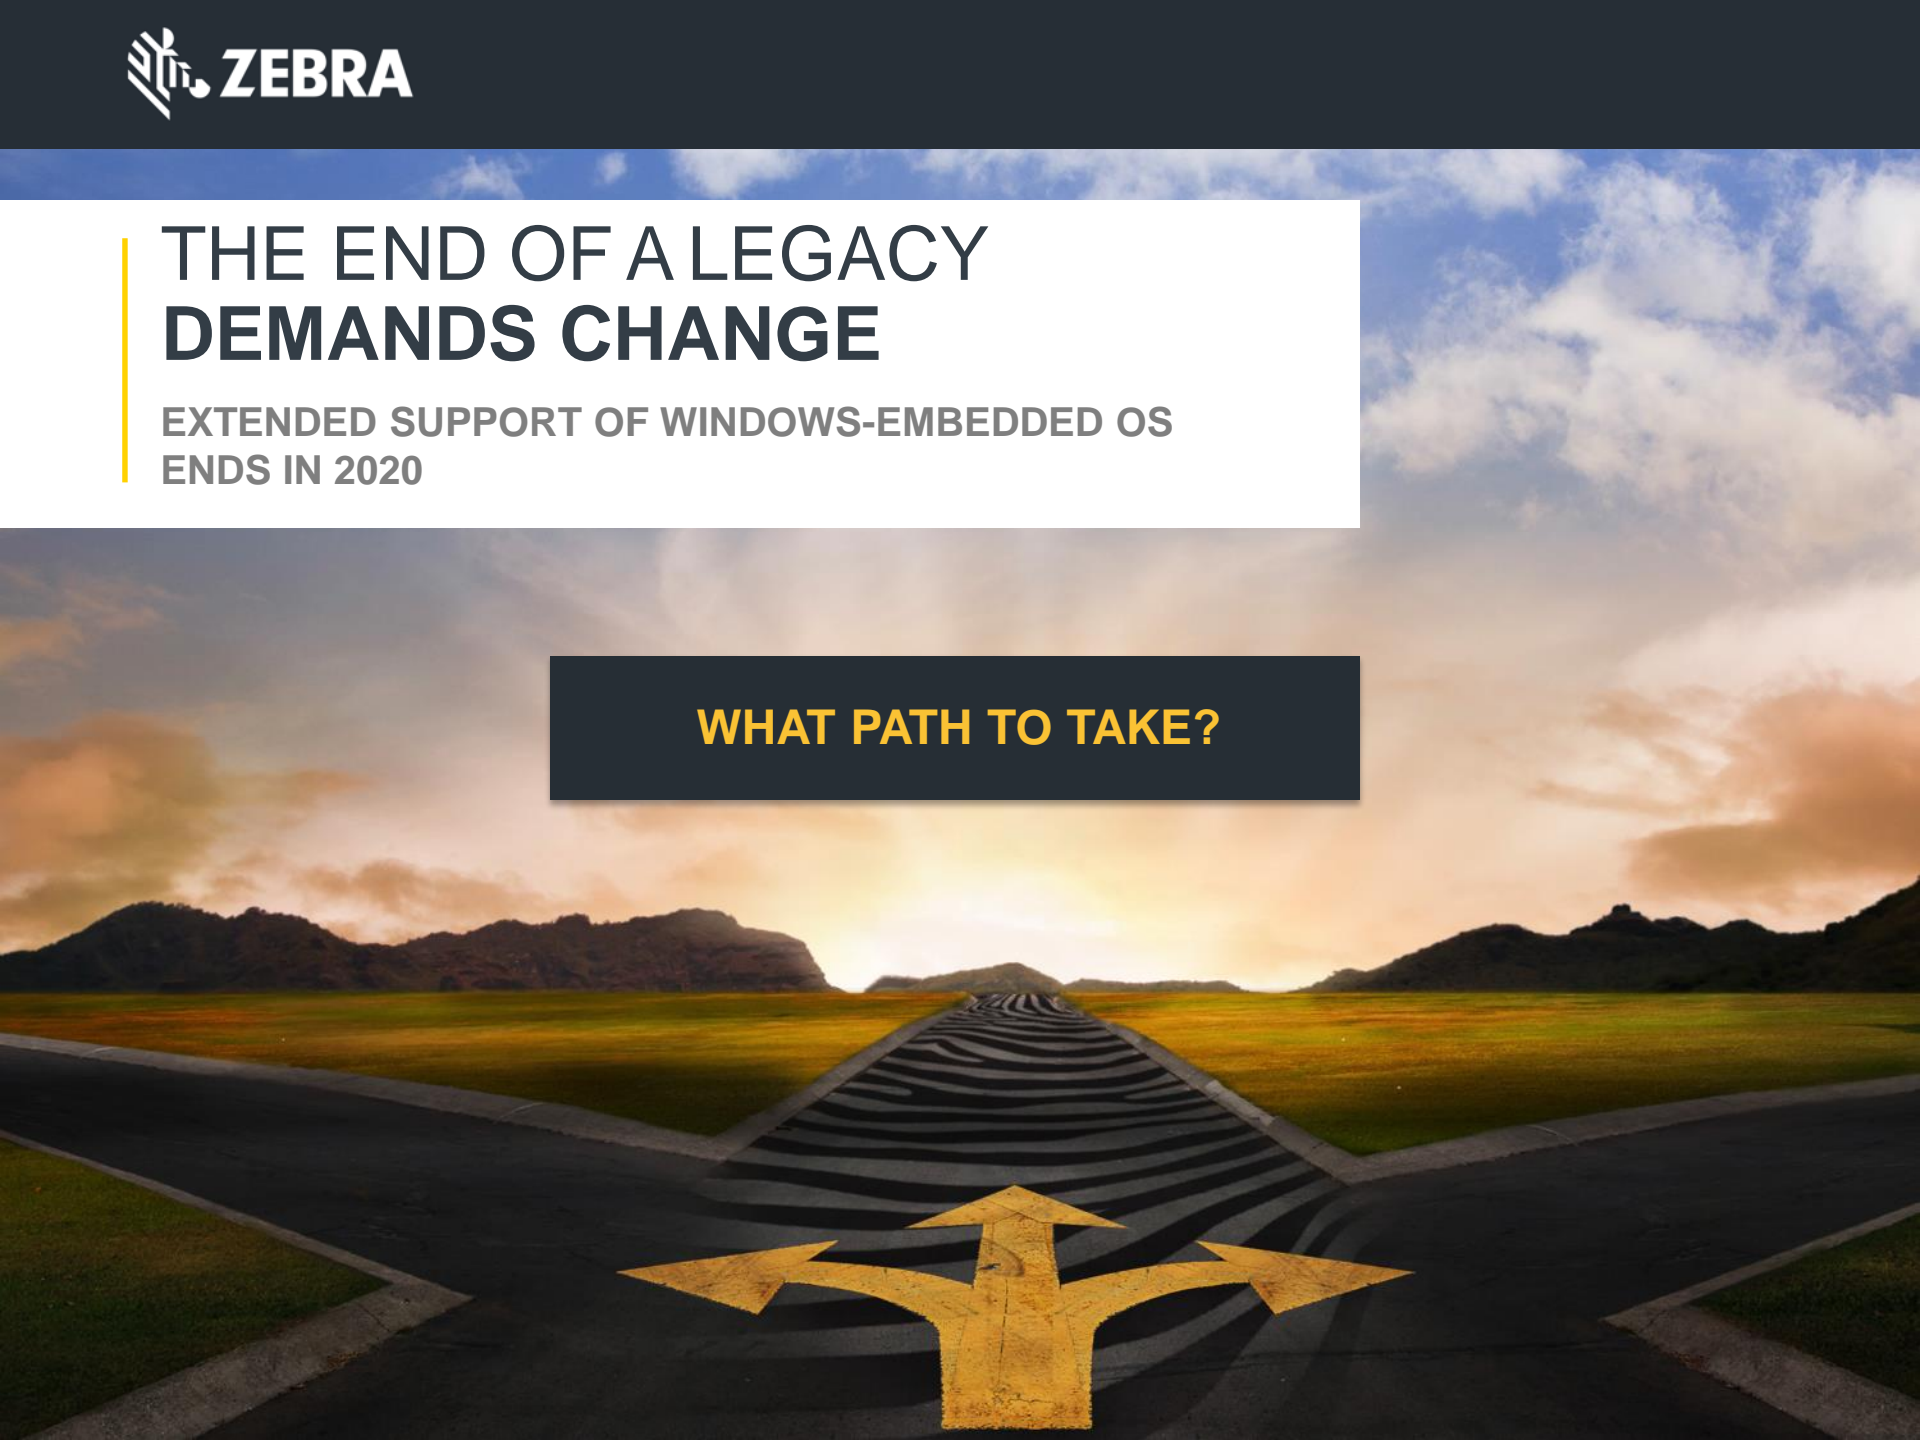 ZEBRA
THE END OF A LEGACY
DEMANDS CHANGE
EXTENDED SUPPORT OF WINDOWS-EMBEDDED OS
ENDS IN 2020
WHAT PATH TO TAKE?